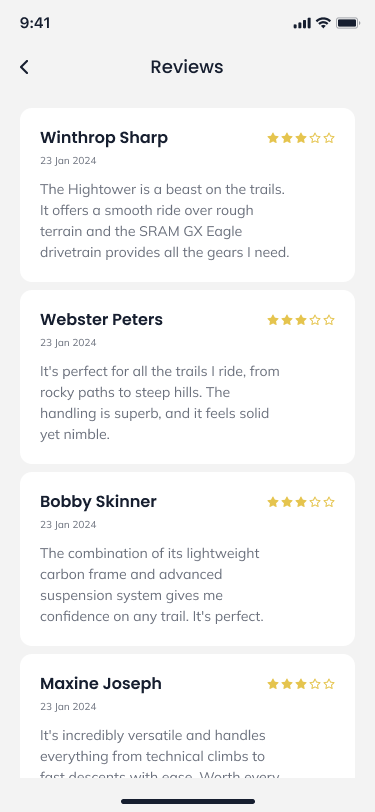 9:41
Reviews
Winthrop Sharp
23 Jan 2024
The Hightower is a beast on the trails.
It offers a smooth ride over rough
terrain and the SRAM GX Eagle
drivetrain provides all the gears I need.
Webster Peters
23 Jan 2024
It's perfect for all the trails I ride, from
rocky paths to steep hills. The
handling is superb, and it feels solid
yet nimble.
Bobby Skinner
23 Jan 2024
The combination of its lightweight
carbon frame and advanced
suspension system gives me
confidence on any trail. It's perfect.
Maxine Joseph
23 Jan 2024
It's incredibly versatile and handles
everything from technical climbs to
fast descents with ease. Worth every